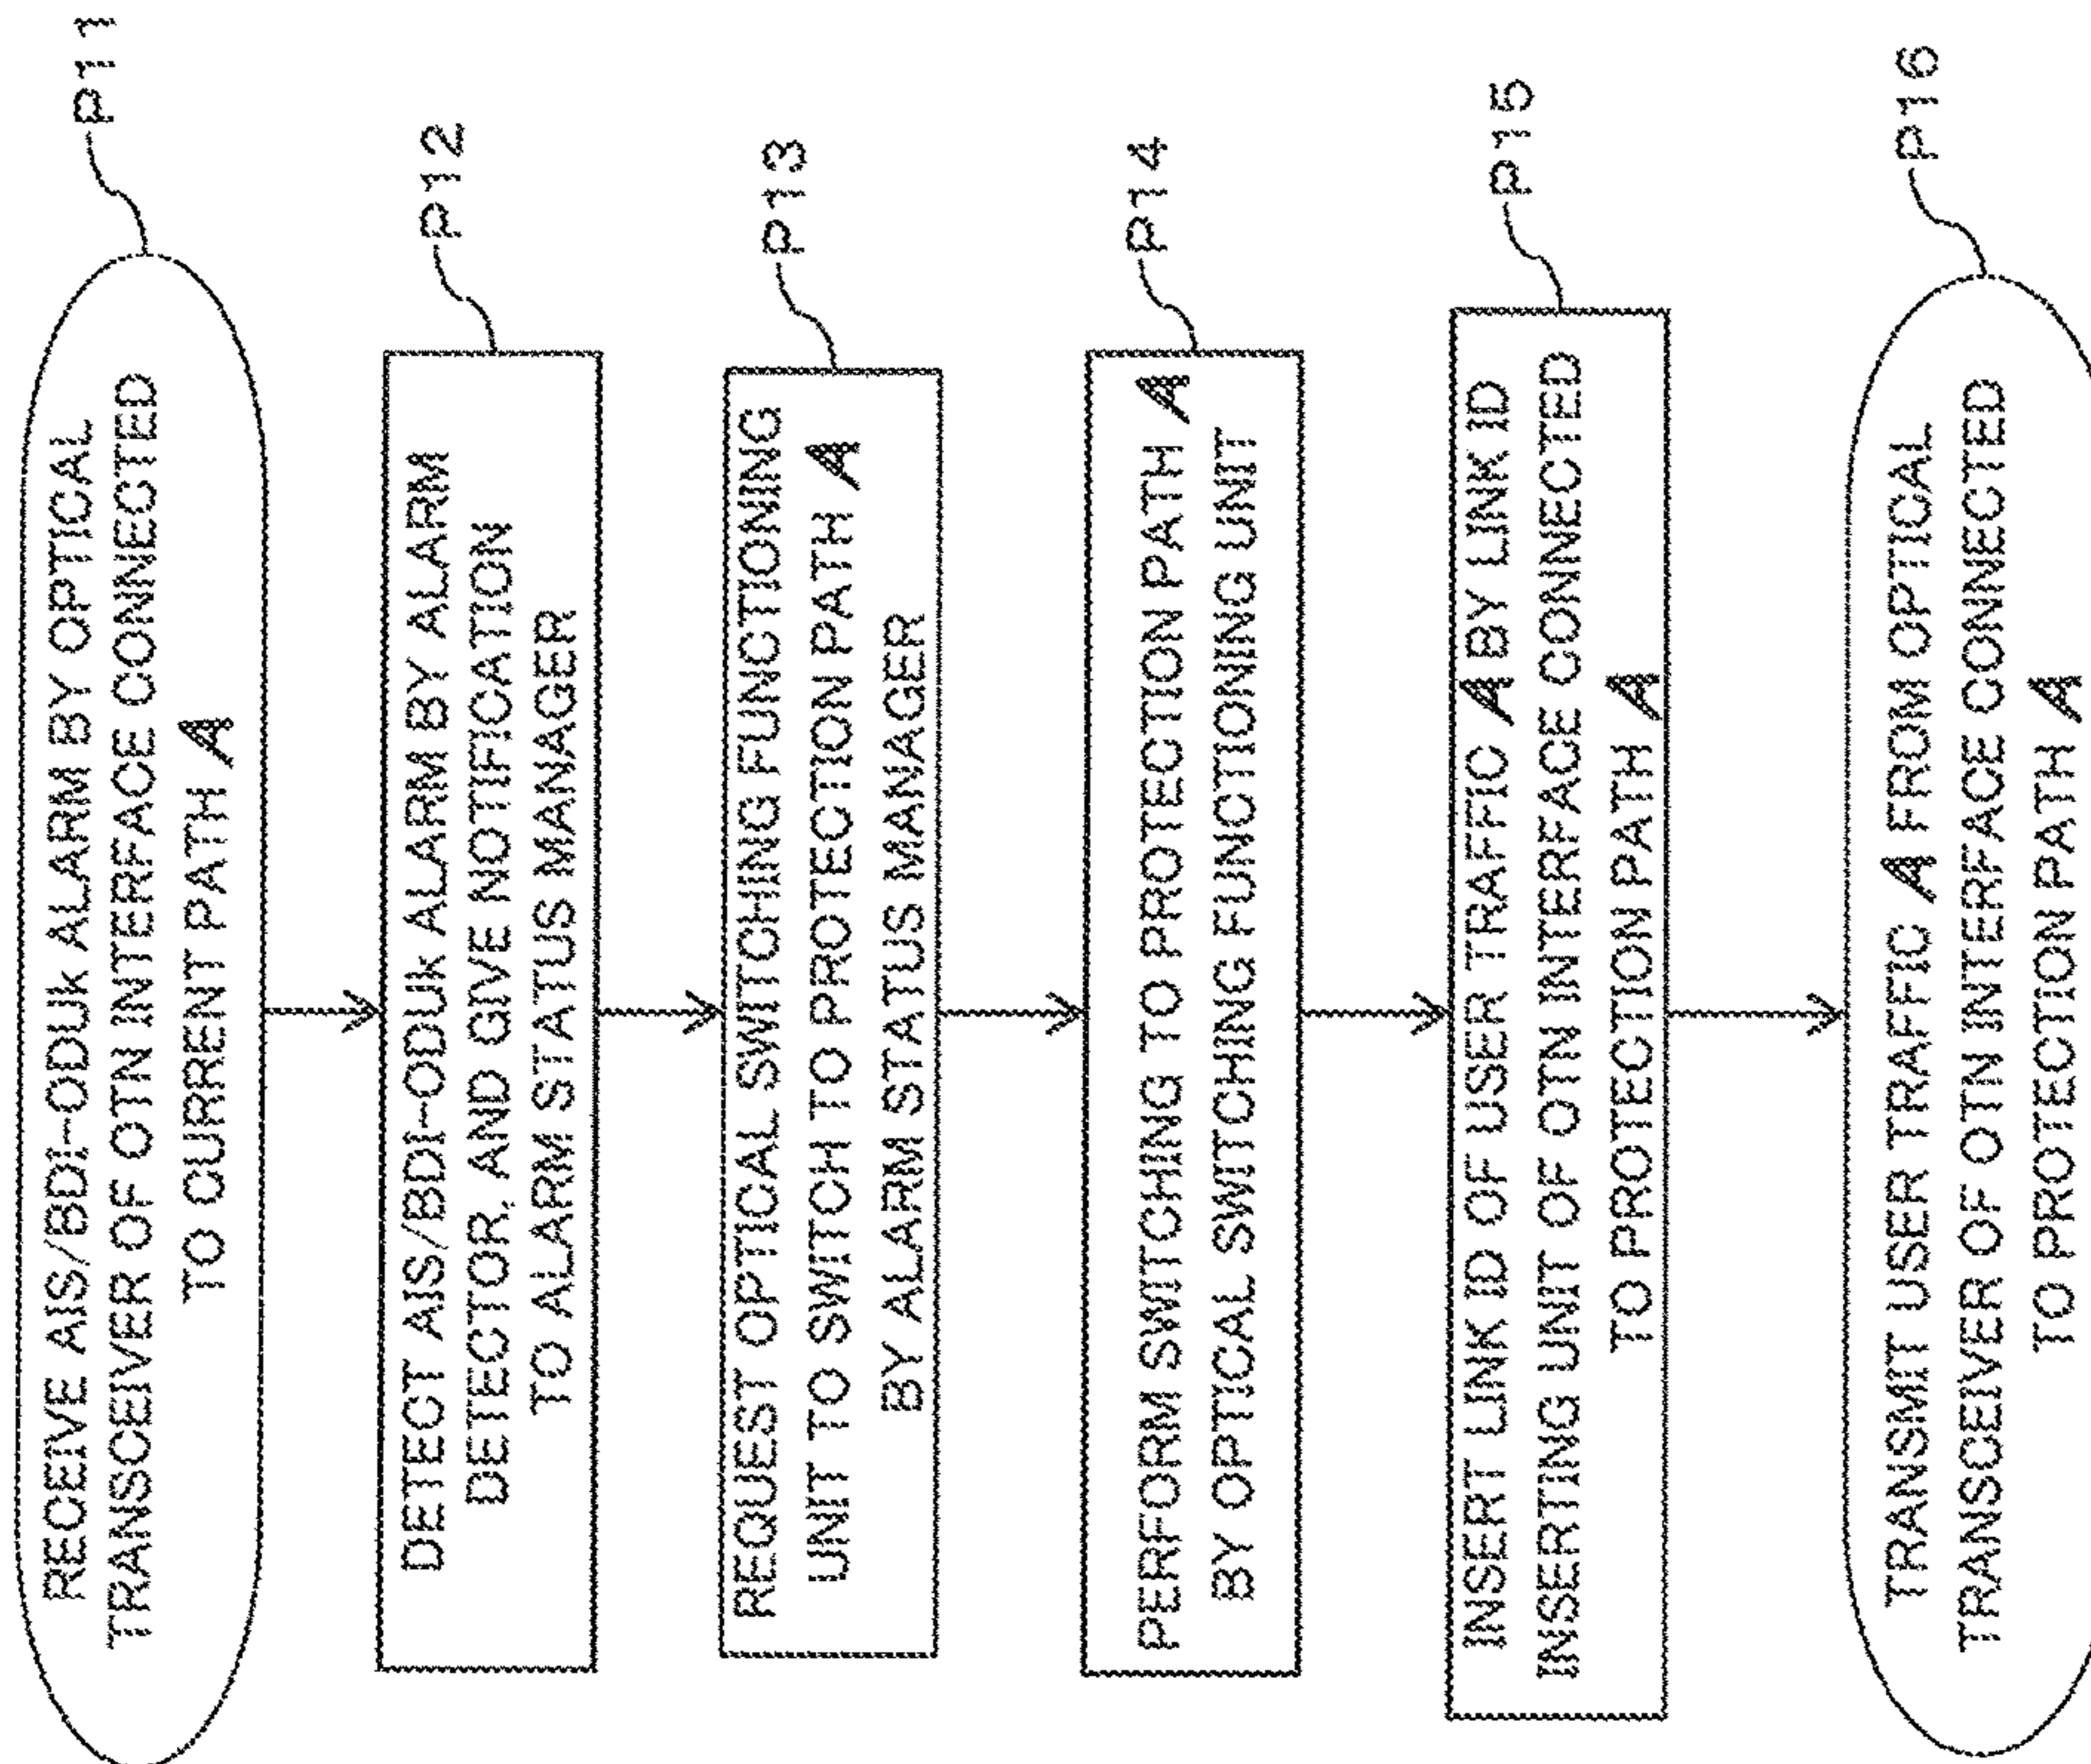 RECEIVE AIS/BDI-ODUk ALARM BY OPTICAL
TRANSCEIVER OF OTN INTERFACE CONNECTED
TO CURRENT PATH A
P11
DETECT AIS/BDI-ODUk ALARM BY ALARM
DETECTOR, AND GIVE NOTIFICATION
TO ALARM STATUS MANAGER
P12
REQUEST OPTICAL SWITCHING FUNCTIONING
UNIT TO SWITCH TO PROTECTION PATH A
BY ALARM STATUS MANAGER
P13
PERFORM SWITCHING TO PROTECTION PATH A
BY OPTICAL SWITCHING FUNCTIONING UNIT
P14
INSERT LINK ID OF USER TRAFFIC A BY LINK ID
INSERTING UNIT OF OTN INTERFACE CONNECTED
TO PROTECTION PATH A
P15
TRANSMIT USER TRAFFIC A FROM OPTICAL
TRANSCEIVER OF OTN INTERFACE CONNECTED
TO PROTECTION PATH A
P16